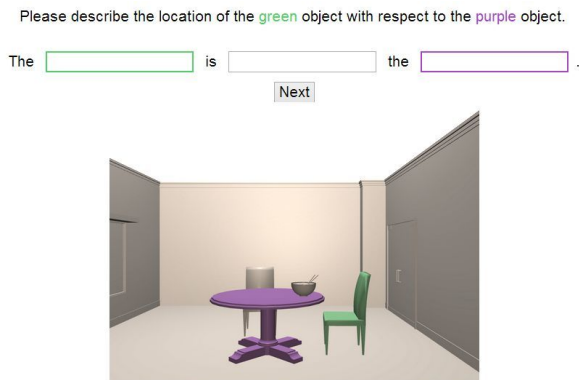 Please describe the location of the green object with respect to the purple object.
The is the .
Next